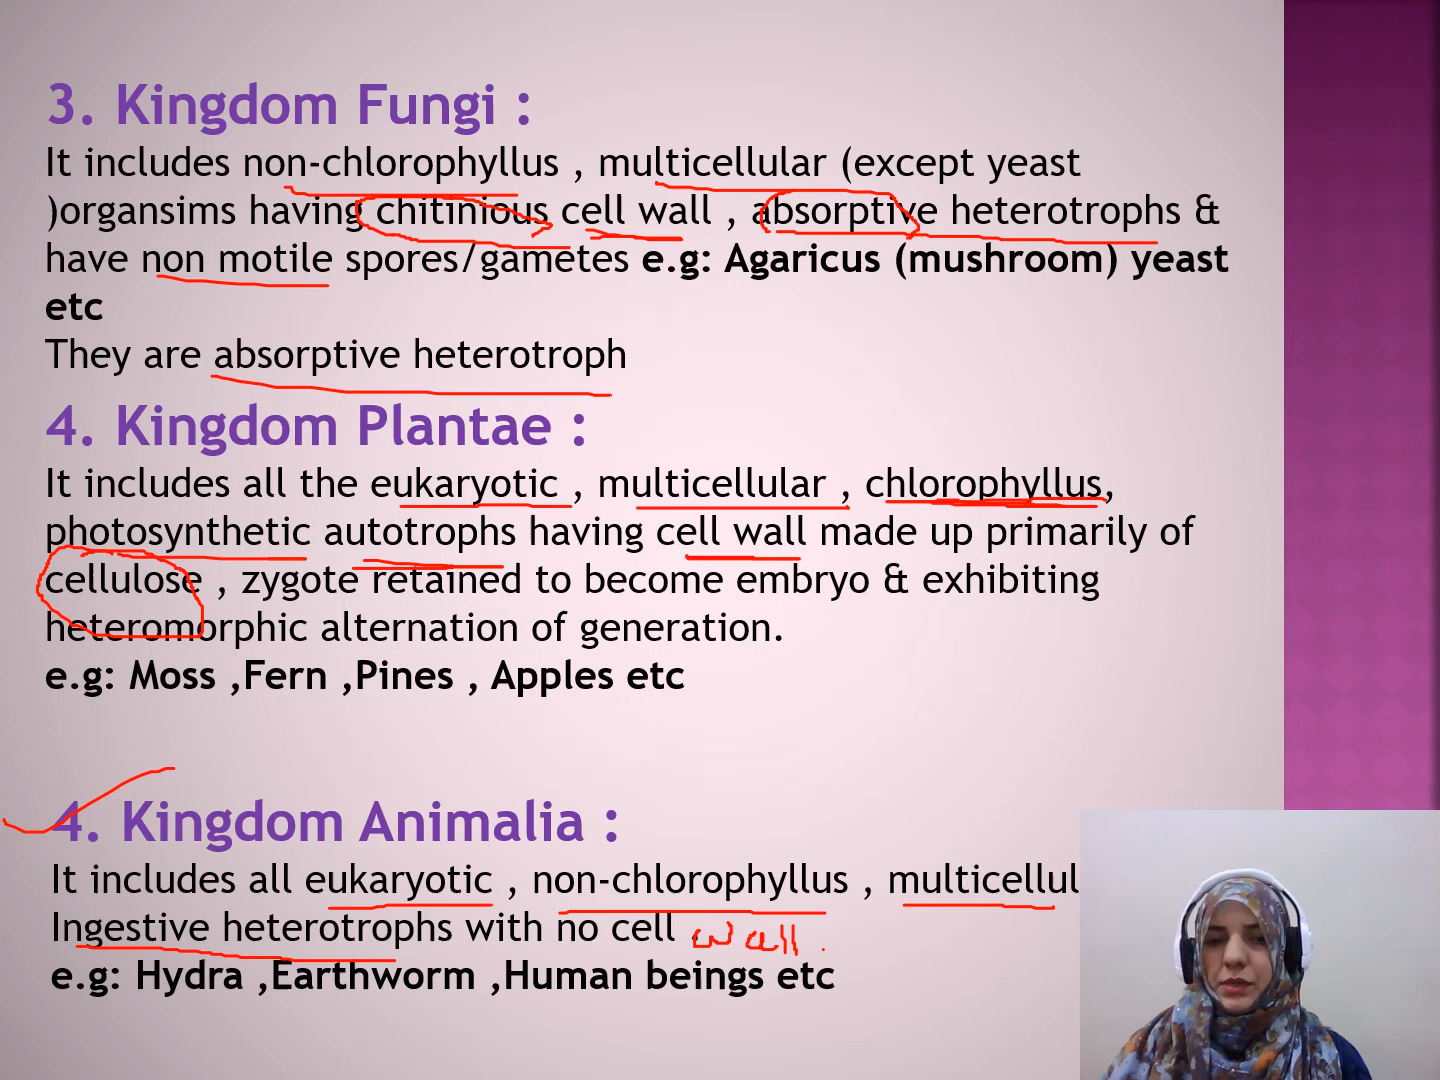 3. Kingdom Fungi :
It includes non-chlorophyllus , multicellular (except yeast
)organsims having chitinious cell wall , absorptive heterotrophs &
have non motile spores/gametes e.g: Agaricus (mushroom) yeast
etc
They are absorptive heterotroph
4. Kingdom Plantae :
It includes all the eukaryotic , multicellular , chlorophyllus,
photosynthetic autotrophs having cell wall made up primarily of
cellulose , zygote retained to become embryo & exhibiting
heteromorphic alternation of generation.
e.g: Moss ,Fern ,Pines , Apples etc
4. Kingdom Animalia :
It includes all eukaryotic , non-chlorophyllus , multicellul
Ingestive heterotrophs with no cell . wall .
e.g: Hydra ,Earthworm ,Human beings etc